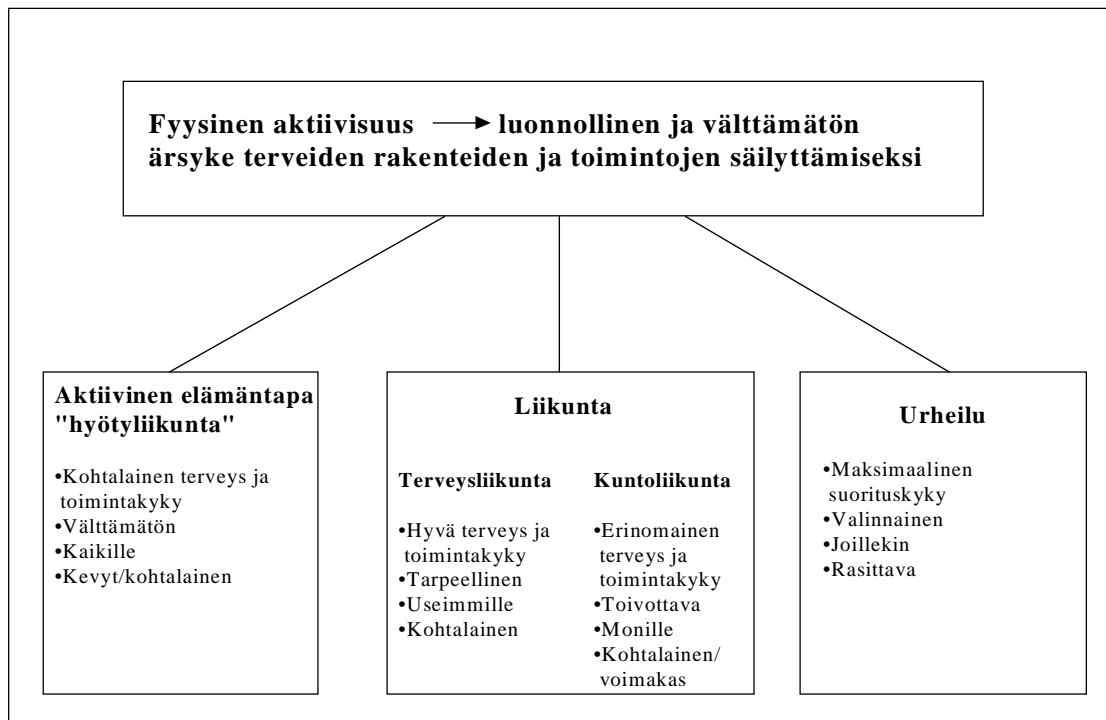 Fyysinen aktiivisuus → luonnollinen ja välttämätön
ärsyke terveiden rakenteiden ja toimintojen säilyttämiseksi
Aktiivinen elämäntapa
"hyötyliikunta"
•Kohtalainen terveys ja
toimintakyky
•Välttämätön
•Kaikille
•Kevyt/kohtalainen
Liikunta
Terveysliikunta
•Hyvä terveys ja
toimintakyky
•Tarpeellinen
•Useimmille
•Kohtalainen
Kuntoliikunta
•Erinomainen
terveys ja
toimintakyky
•Toivottava
•Monille
•Kohtalainen/
voimakas
Urheilu
•Maksimaalinen
suorituskyky
•Valinnainen
•Joillekin
•Rasittava